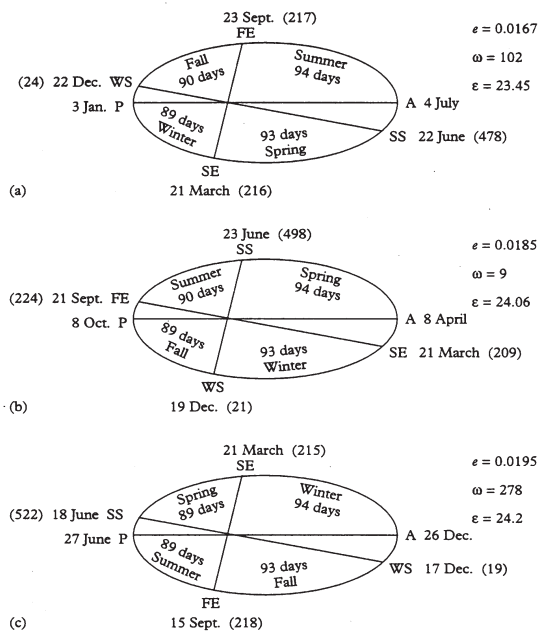 23 Sept. (217)
FE
e = 0.0167
ω = 102
ε = 23.45
Fall
90 days
Summer
94 days
(24) 22 Dec. WS
3 Jan. P
A 4 July
89 days
Winter
93 days
Spring
SS 22 June (478)
SE
(a)
21 March (216)
23 June (498)
SS
e = 0.0185
ω = 9
ε = 24.06
Summer
90 days
Spring
94 days
(224) 21 Sept. FE
8 Oct. P
A 8 April
89 days
Fall
93 days
Winter
SE 21 March (209)
WS
(b)
19 Dec. (21)
21 March (215)
SE
e = 0.0195
ω = 278
ε = 24.2
Spring
89 days
Winter
94 days
(522) 18 June SS
27 June P
A 26 Dec.
89 days
Summer
93 days
Fall
WS 17 Dec. (19)
FE
(c)
15 Sept. (218)